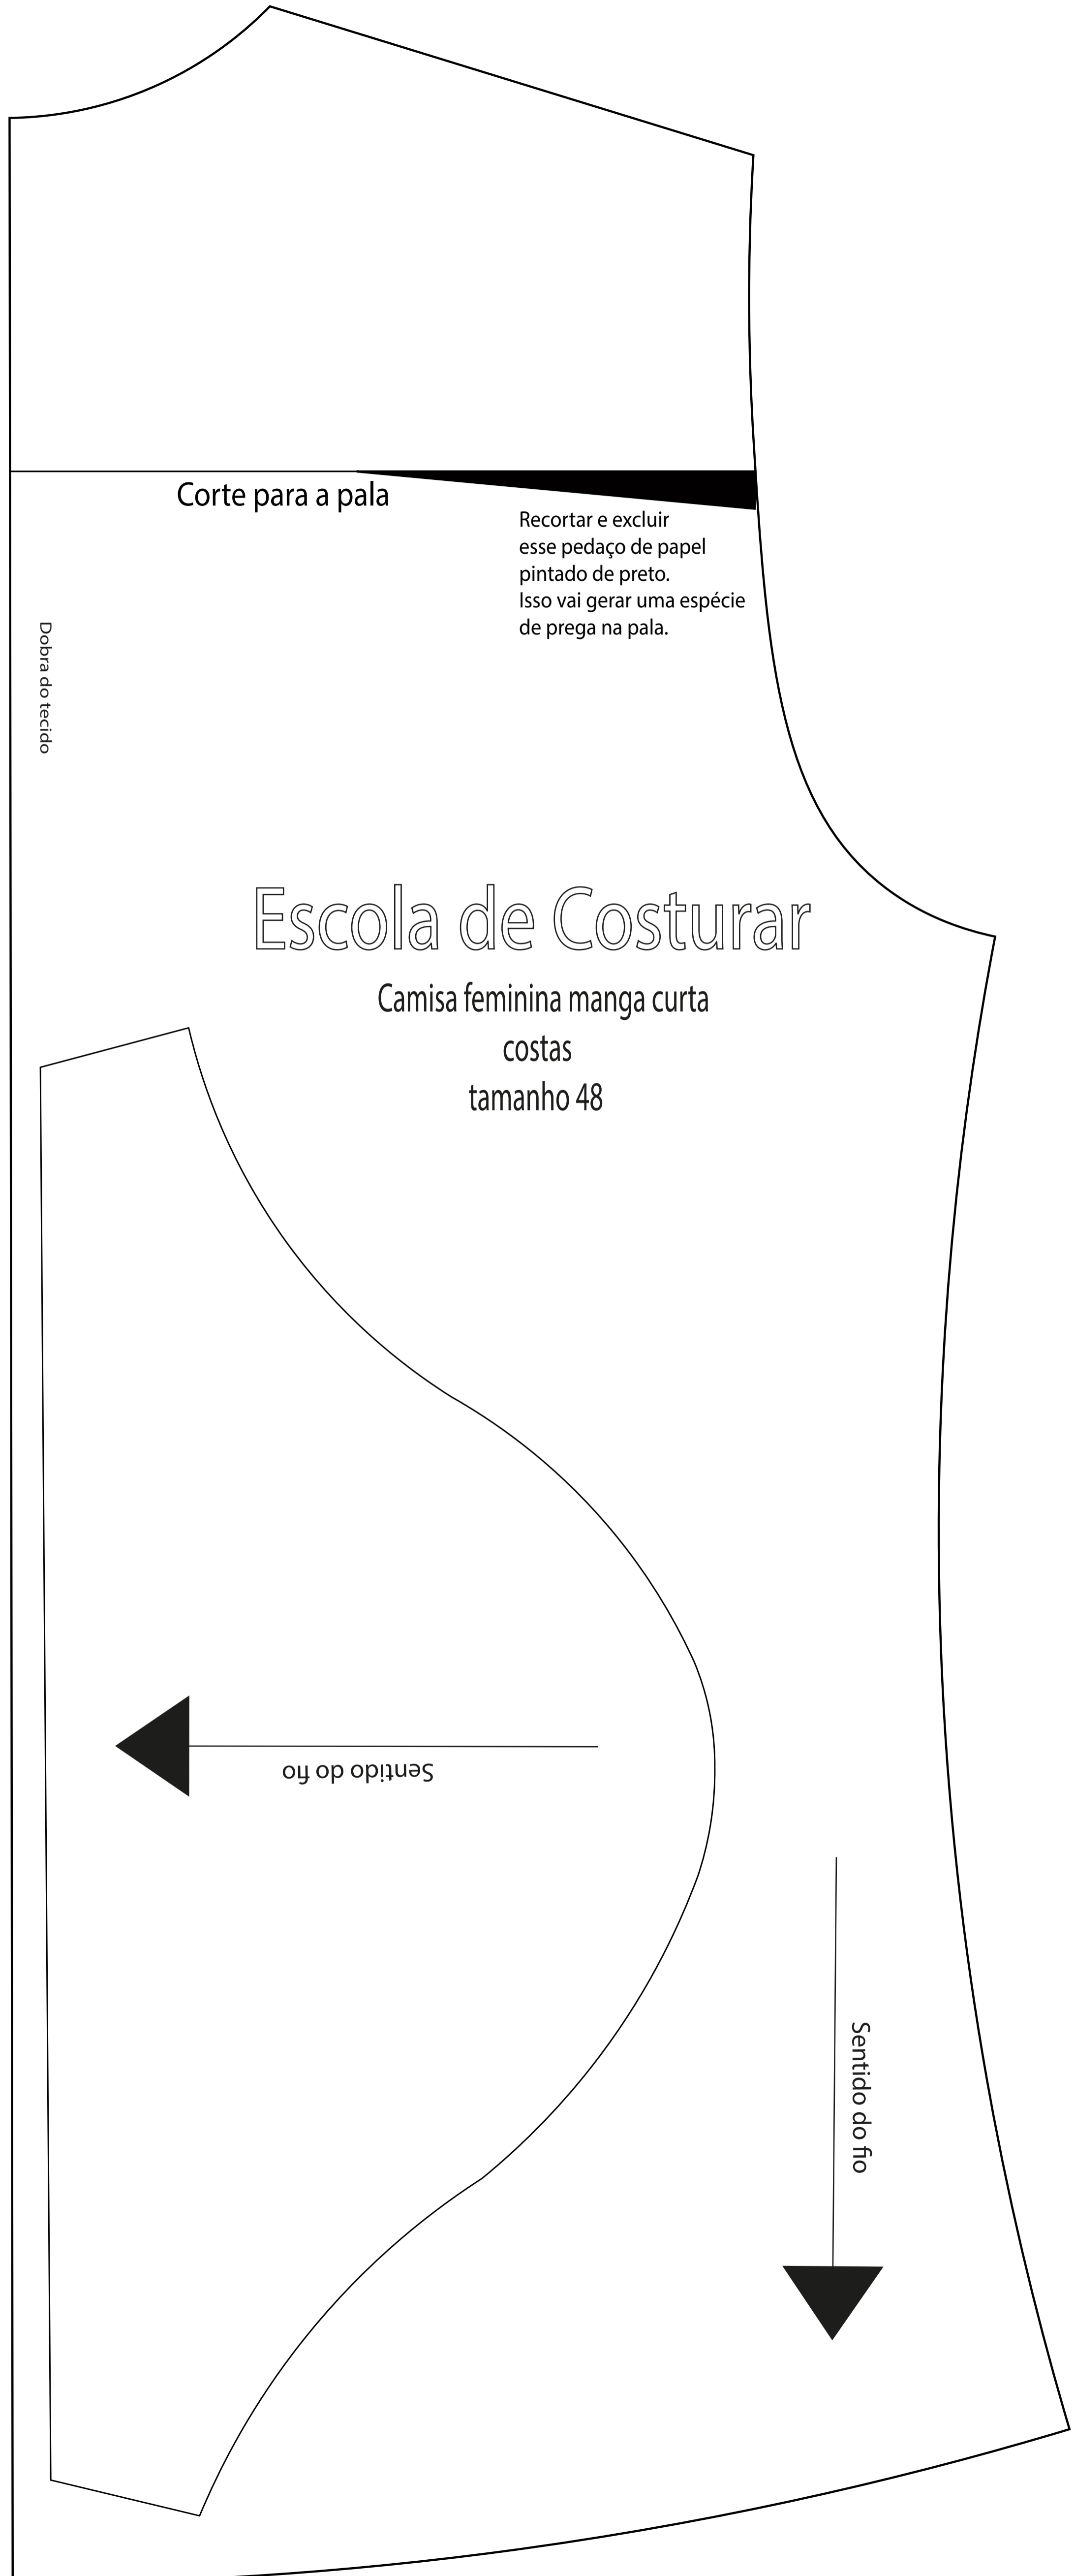 Corte para a pala
Recortar e excluir
esse pedaço de papel
pintado de preto.
Isso vai gerar uma espécie
de prega na pala.
Dobra do tecido
Escola de Costurar
Camisa feminina manga curta
costas
tamanho 48
Sentido do fio
Sentido do fio